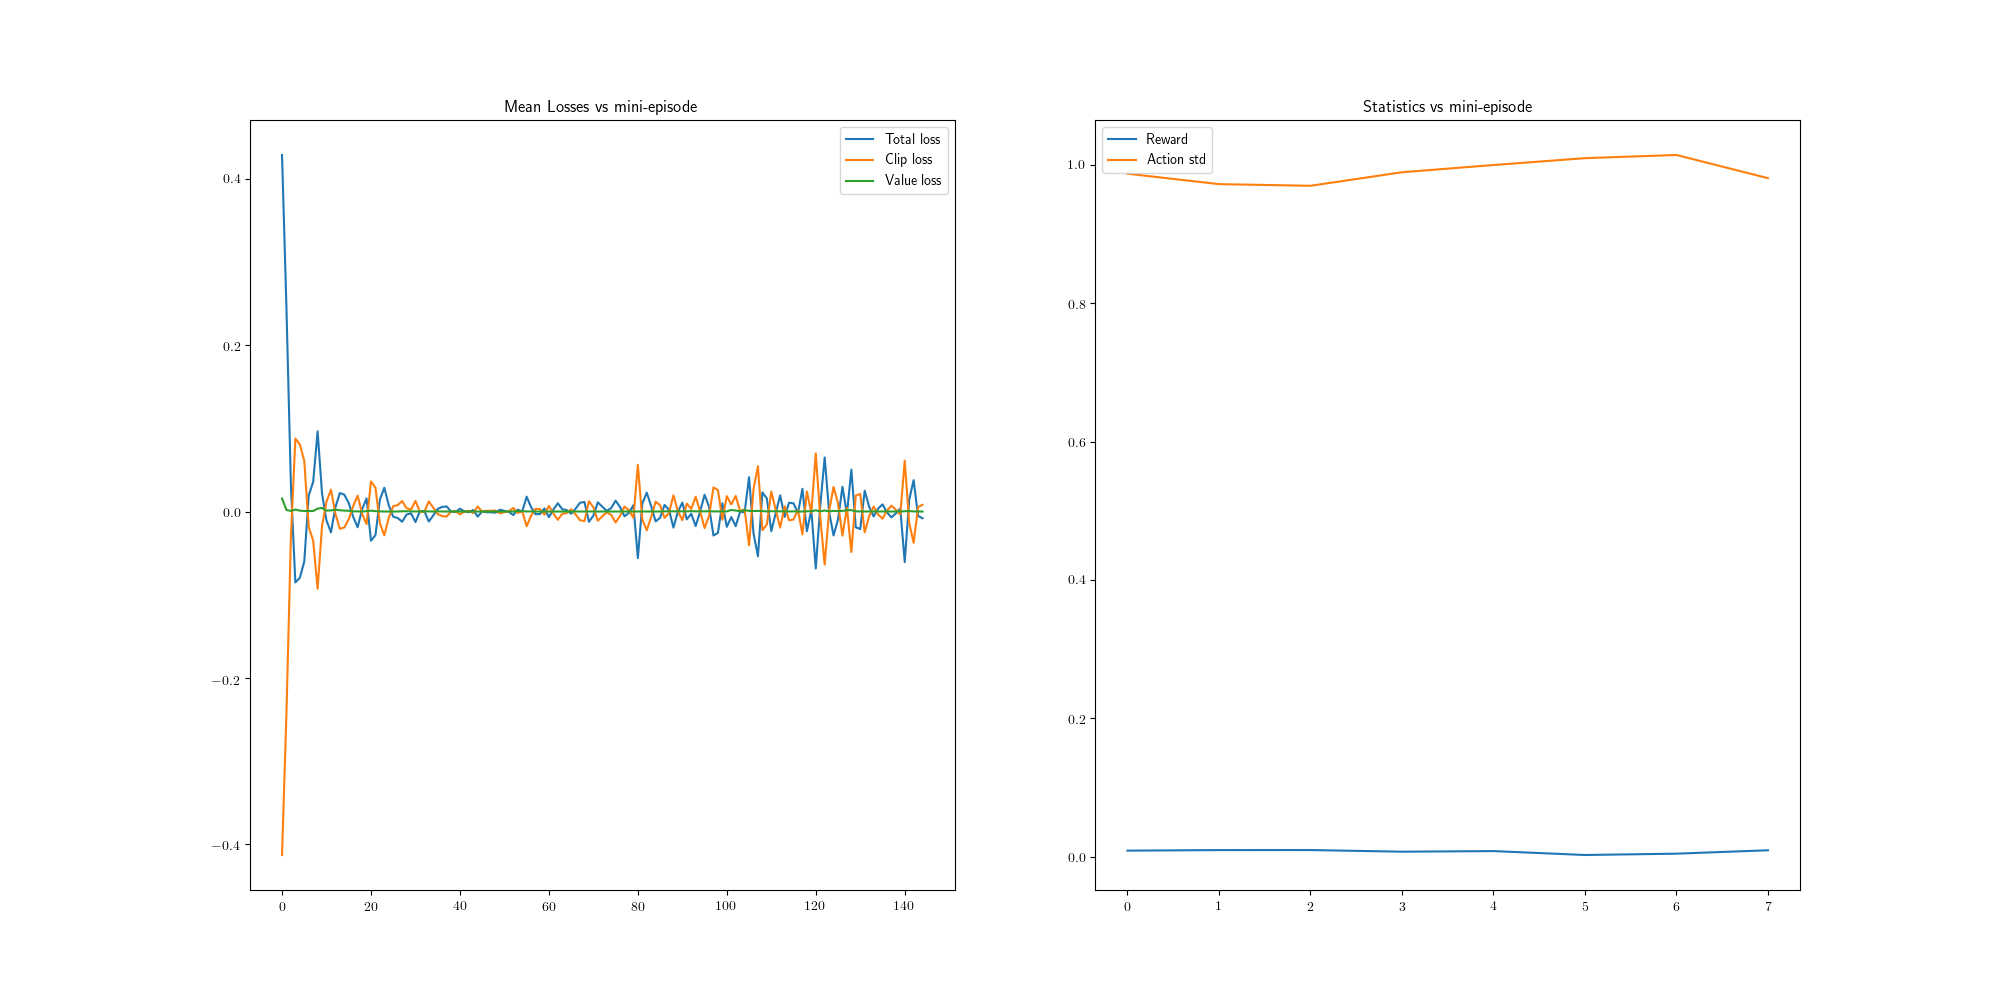 Mean Losses vs mini-episode
Total loss
Clip loss
Value loss
0.4
0.2
0.0
−0.2
−0.4
0 20 40 60 80 100 120 140
Statistics vs mini-episode
Reward
Action std
1.0
0.8
0.6
0.4
0.2
0.0
0 1 2 3 4 5 6 7